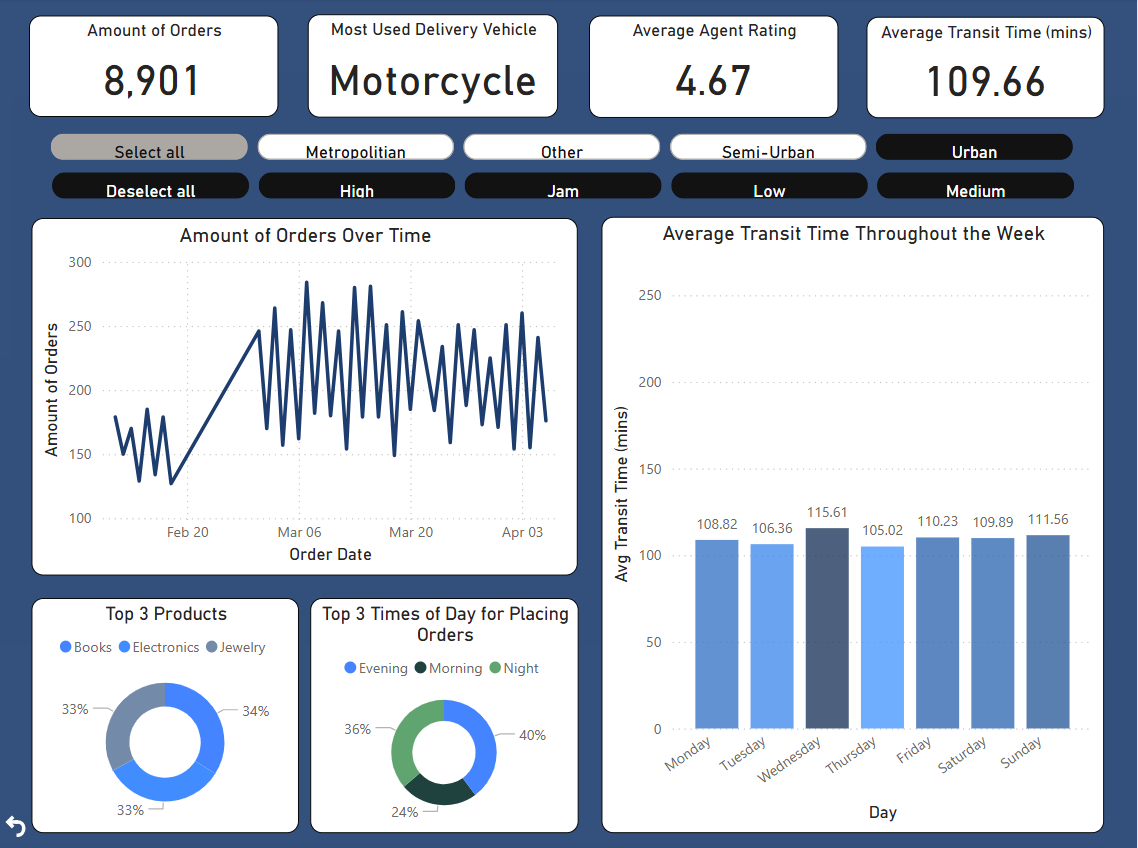 Amount of Orders
8,901
Most Used Delivery Vehicle
Motorcycle
Average Agent Rating
4.67
Average Transit Time (mins)
109.66
Select all
Metropolitian
Other
Semi-Urban
Urban
Deselect all
High
Jam
Low
Medium
Amount of Orders Over Time
300
250
200
150
100
Amount of Orders
Feb 20
Mar 06
Mar 20
Apr 03
Order Date
Average Transit Time Throughout the Week
250
200
150
100
50
0
Avg Transit Time (mins)
108.82
106.36
115.61
105.02
110.23
109.89
111.56
Monday
Tuesday
Wednesday
Thursday
Friday
Saturday
Sunday
Day
Top 3 Products
Books
Electronics
Jewelry
33%
34%
33%
Top 3 Times of Day for Placing
Orders
Evening
Morning
Night
36%
40%
24%